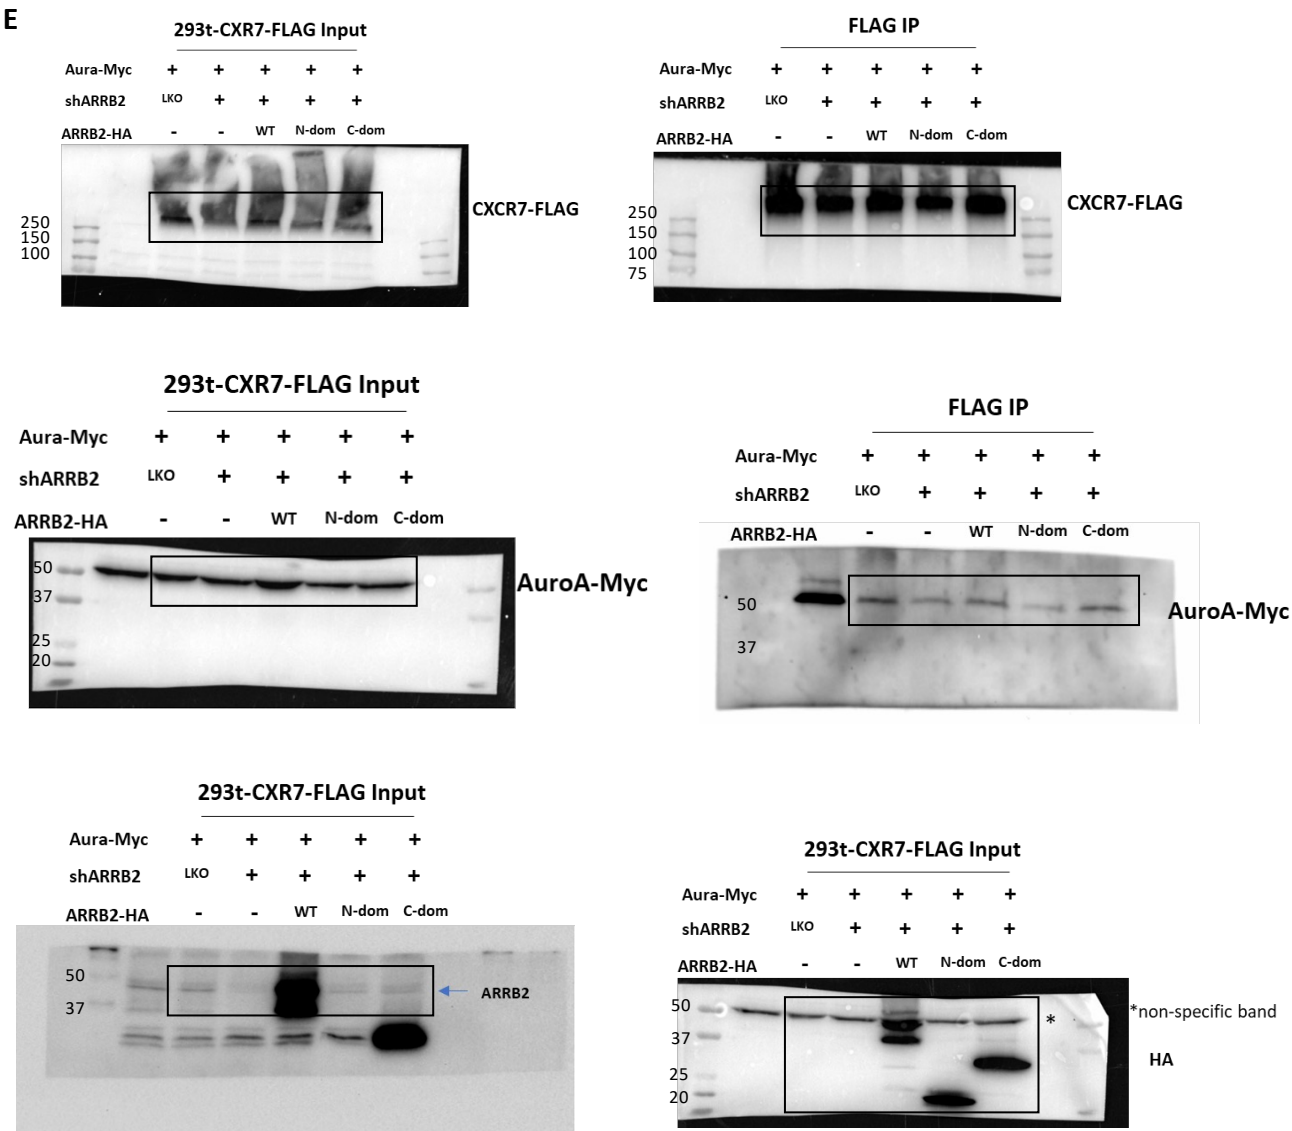 E
293t-CXR7-FLAG Input
Aura-Myc + + + + +
shARRB2 LKO + + + +
ARRB2-HA - - WT N-dom C-dom
250
150
100
CXCR7-FLAG
FLAG IP
Aura-Myc + + + + +
shARRB2 LKO + + + +
ARRB2-HA - - WT N-dom C-dom
250
150
100
75
CXCR7-FLAG
293t-CXR7-FLAG Input
Aura-Myc + + + + +
shARRB2 LKO + + + +
ARRB2-HA - - WT N-dom C-dom
50
37
25
20
AuroA-Myc
FLAG IP
Aura-Myc + + + + +
shARRB2 LKO + + + +
ARRB2-HA - - WT N-dom C-dom
50
37
AuroA-Myc
293t-CXR7-FLAG Input
Aura-Myc + + + + +
shARRB2 LKO + + + +
ARRB2-HA - - WT N-dom C-dom
50
37
ARRB2
293t-CXR7-FLAG Input
Aura-Myc + + + + +
shARRB2 LKO + + + +
ARRB2-HA - - WT N-dom C-dom
50
37
25
20
*
*non-specific band
HA